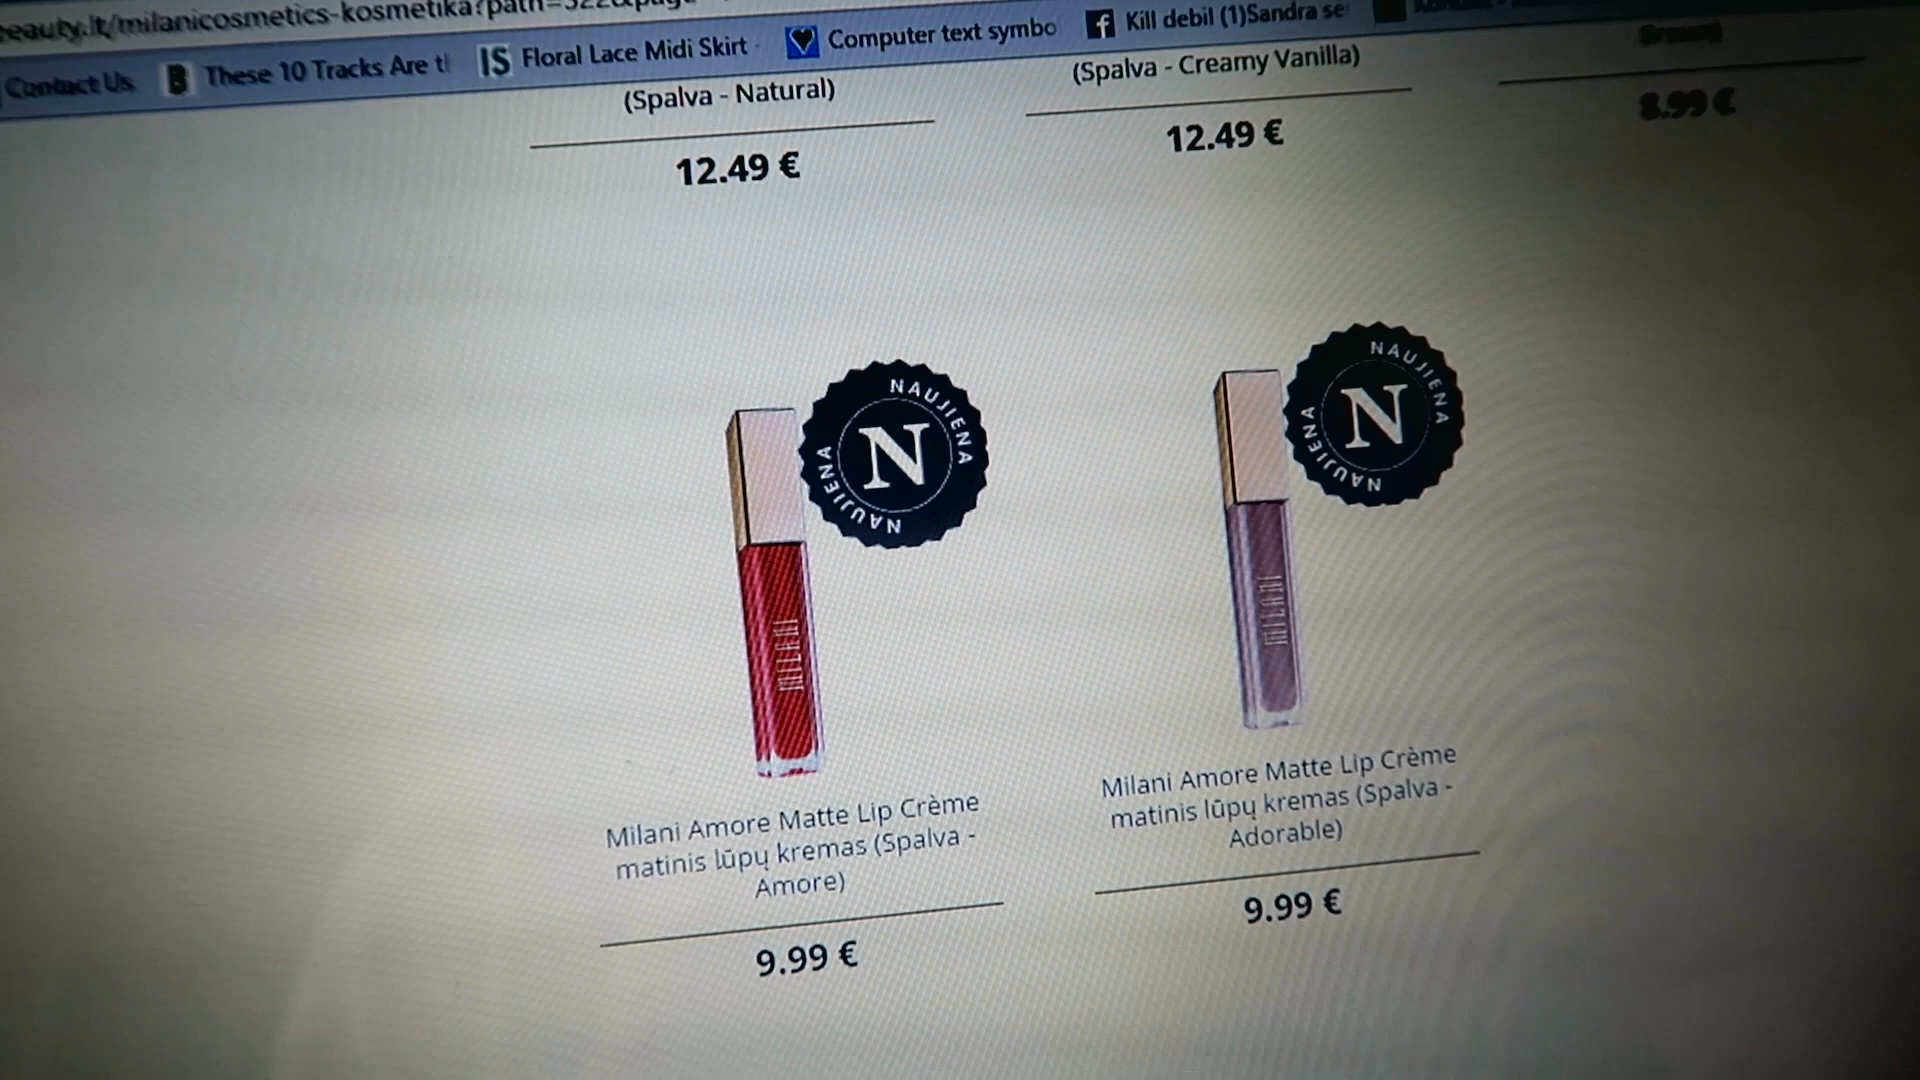 eauty.lt/milanicosmetics-kosmetika?path=322&pag
Contact Us
B These 10 Tracks Are t
IS Floral Lace Midi Skirt
Computer text symbo
f Kill debil (1)Sandra se
(Spalva - Natural)
12.49 €
(Spalva - Creamy Vanilla)
12.49 €
8.99 €
NAUJIENA
N
NAUJIENA
MILANI
Milani Amore Matte Lip Crème
matinis lūpų kremas (Spalva -
Amore)
9.99 €
NAUJIENA
N
NAUJIENA
MILANI
Milani Amore Matte Lip Crème
matinis lūpų kremas (Spalva -
Adorable)
9.99 €